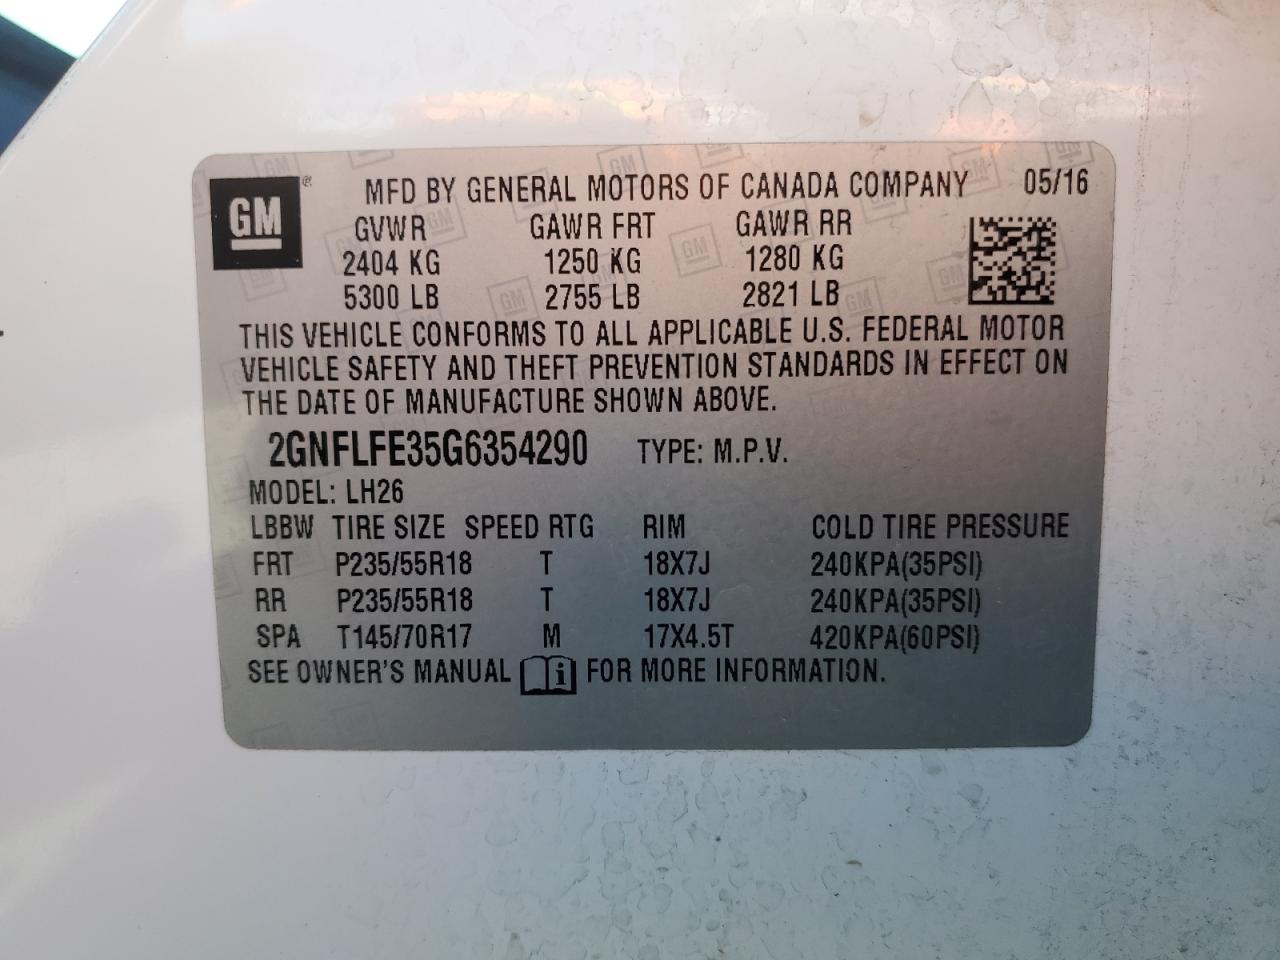 GM® MFD BY GENERAL MOTORS OF CANADA COMPANY 05/16
GVWR GAWR FRT GAWR RR
2404 KG 1250 KG 1280 KG
5300 LB 2755 LB 2821 LB
THIS VEHICLE CONFORMS TO ALL APPLICABLE U.S. FEDERAL MOTOR
VEHICLE SAFETY AND THEFT PREVENTION STANDARDS IN EFFECT ON
THE DATE OF MANUFACTURE SHOWN ABOVE.
2GNFLFE35G6354290 TYPE: M.P.V.
MODEL: LH26
LBBW TIRE SIZE SPEED RTG RIM COLD TIRE PRESSURE
FRT P235/55R18 T 18X7J 240KPA(35PSI)
RR P235/55R18 T 18X7J 240KPA(35PSI)
SPA T145/70R17 M 17X4.5T 420KPA(60PSI)
SEE OWNER'S MANUAL i FOR MORE INFORMATION.